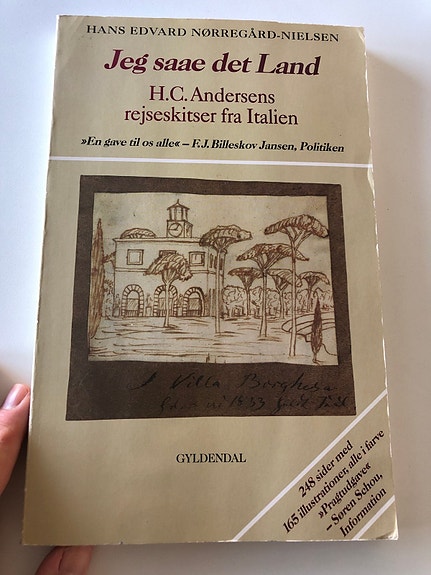 HANS EDVARD NØRREGÅRD-NIELSEN
Jeg saae det Land
H.C. Andersens
rejseskitser fra Italien
»En gave til os alle« – F.J. Billeskov Jansen, Politiken
I Villa Borghese
GYLDENDAL
248 sider med
165 illustrationer, alle i farve
»Pragtudgave«
– Søren Schou,
Information